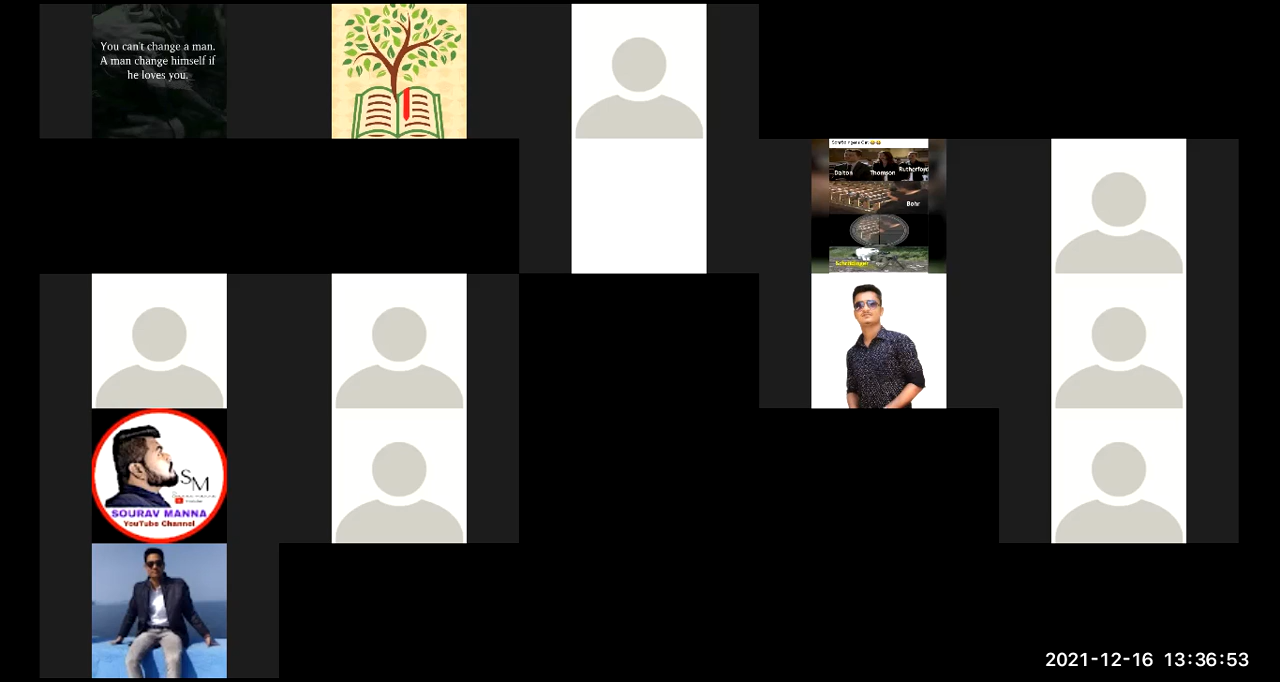 You can't change a man.
A man change himself if
he loves you.
Dalton
Thomson
Rutherford
Bohr
Schrödinger
SM
SOURAV MANNA
YouTube Channel
2021-12-16 13:36:53